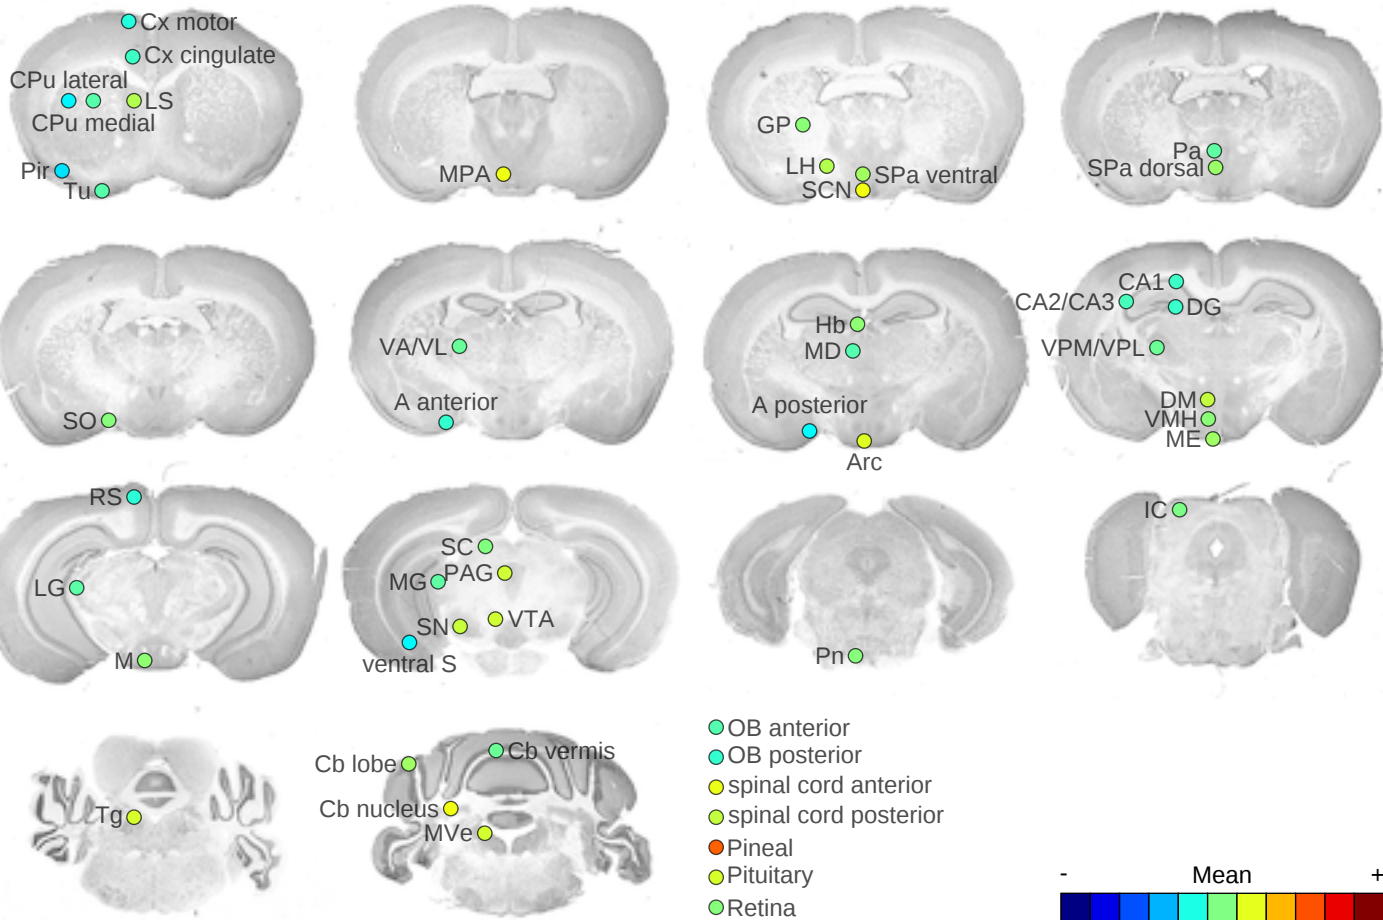 Cx motor
Cx cingulate
CPu lateral
LS
CPu medial
Pir
Tu
MPA
GP
LH
SPa ventral
SCN
Pa
SPa dorsal
SO
VA/VL
A anterior
Hb
MD
A posterior
Arc
CA1
CA2/CA3
DG
VPM/VPL
DM
VMH
ME
RS
LG
M
SC
MG
PAG
SN
VTA
ventral S
Pn
IC
Tg
Cb lobe
Cb vermis
Cb nucleus
MVe
OB anterior
OB posterior
spinal cord anterior
spinal cord posterior
Pineal
Pituitary
Retina
- Mean +